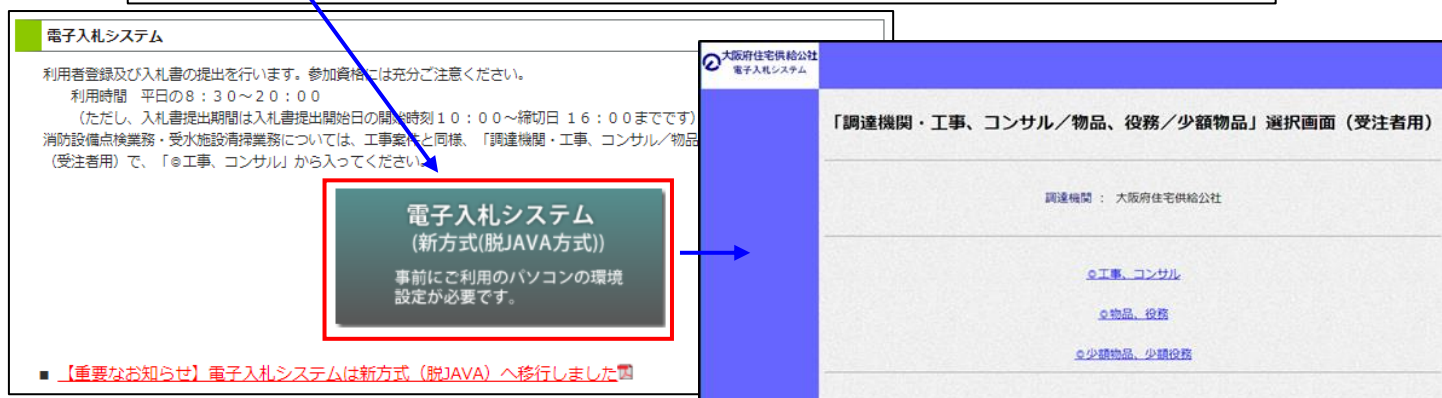 電子入札システム
利用者登録及び入札書の提出を行います。参加資格には充分ご注意ください。
利用時間 平日の8:30~20:00
(ただし、入札書提出期間は入札書提出開始日の開始時刻10:00~締切日 16:00までです)
消防設備点検業務・受水施設清掃業務については、工事案件と同様、「調達機関・工事、コンサル/物品
(受注者用)で、「◎工事、コンサル」から入ってください。
電子入札システム
(新方式(脱JAVA方式))
事前にご利用のパソコンの環境
設定が必要です。
■ 【重要なお知らせ】電子入札システムは新方式(脱JAVA)へ移行しました
大阪府住宅供給公社
電子入札システム
「調達機関・工事、コンサル/物品、役務/少額物品」選択画面(受注者用)
調達機関 : 大阪府住宅供給公社
◎工事、コンサル
◎物品、役務
◎少額物品、少額役務